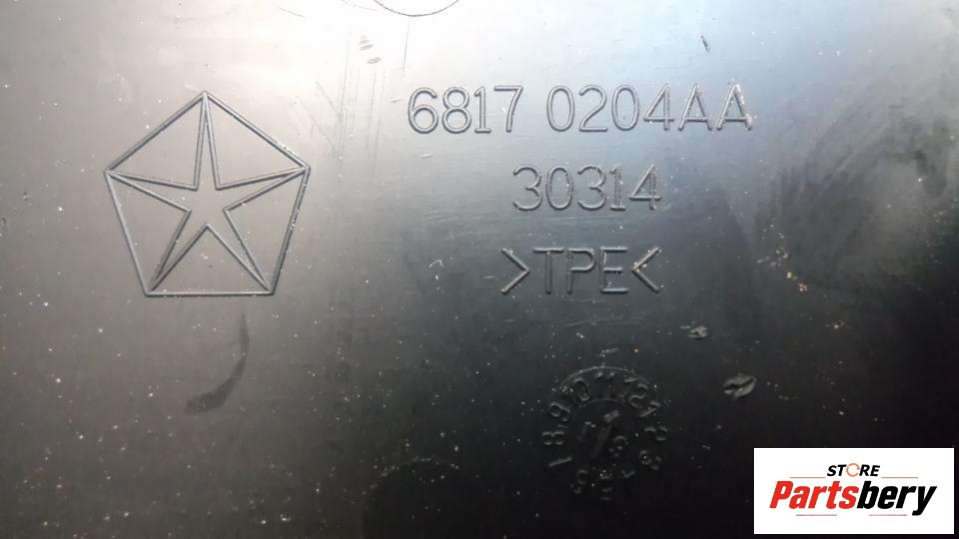 6817 0204AA
30314
>TPE<
STORE
Partsbery